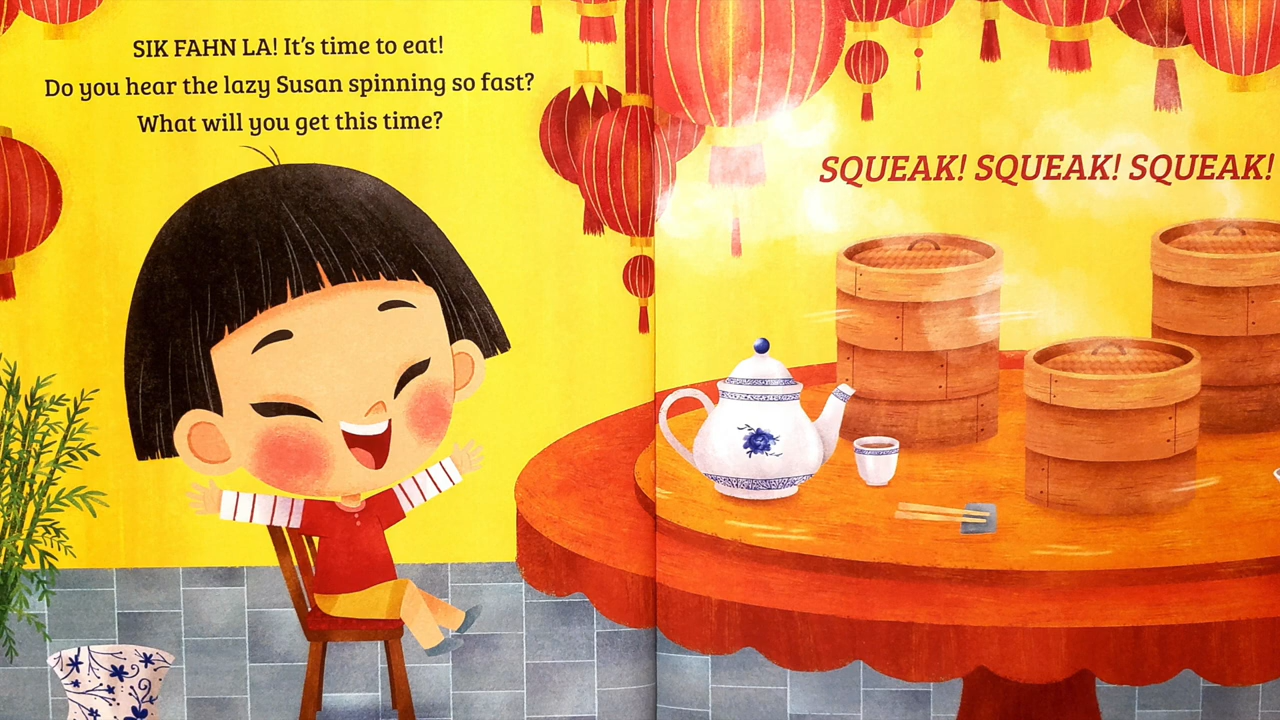 SIK FAHN LA! It's time to eat!
Do you hear the lazy Susan spinning so fast?
What will you get this time?
SQUEAK! SQUEAK! SQUEAK!